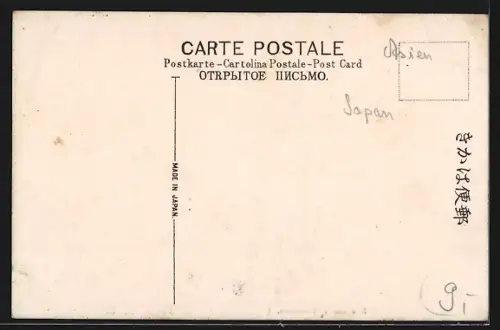 CARTE POSTALE
Postkarte – Cartolina Postale – Post Card
ОТРЫТОЕ ПИСЬМО.
Asien
Japan
MADE IN JAPAN.
きかは便郵
9,-